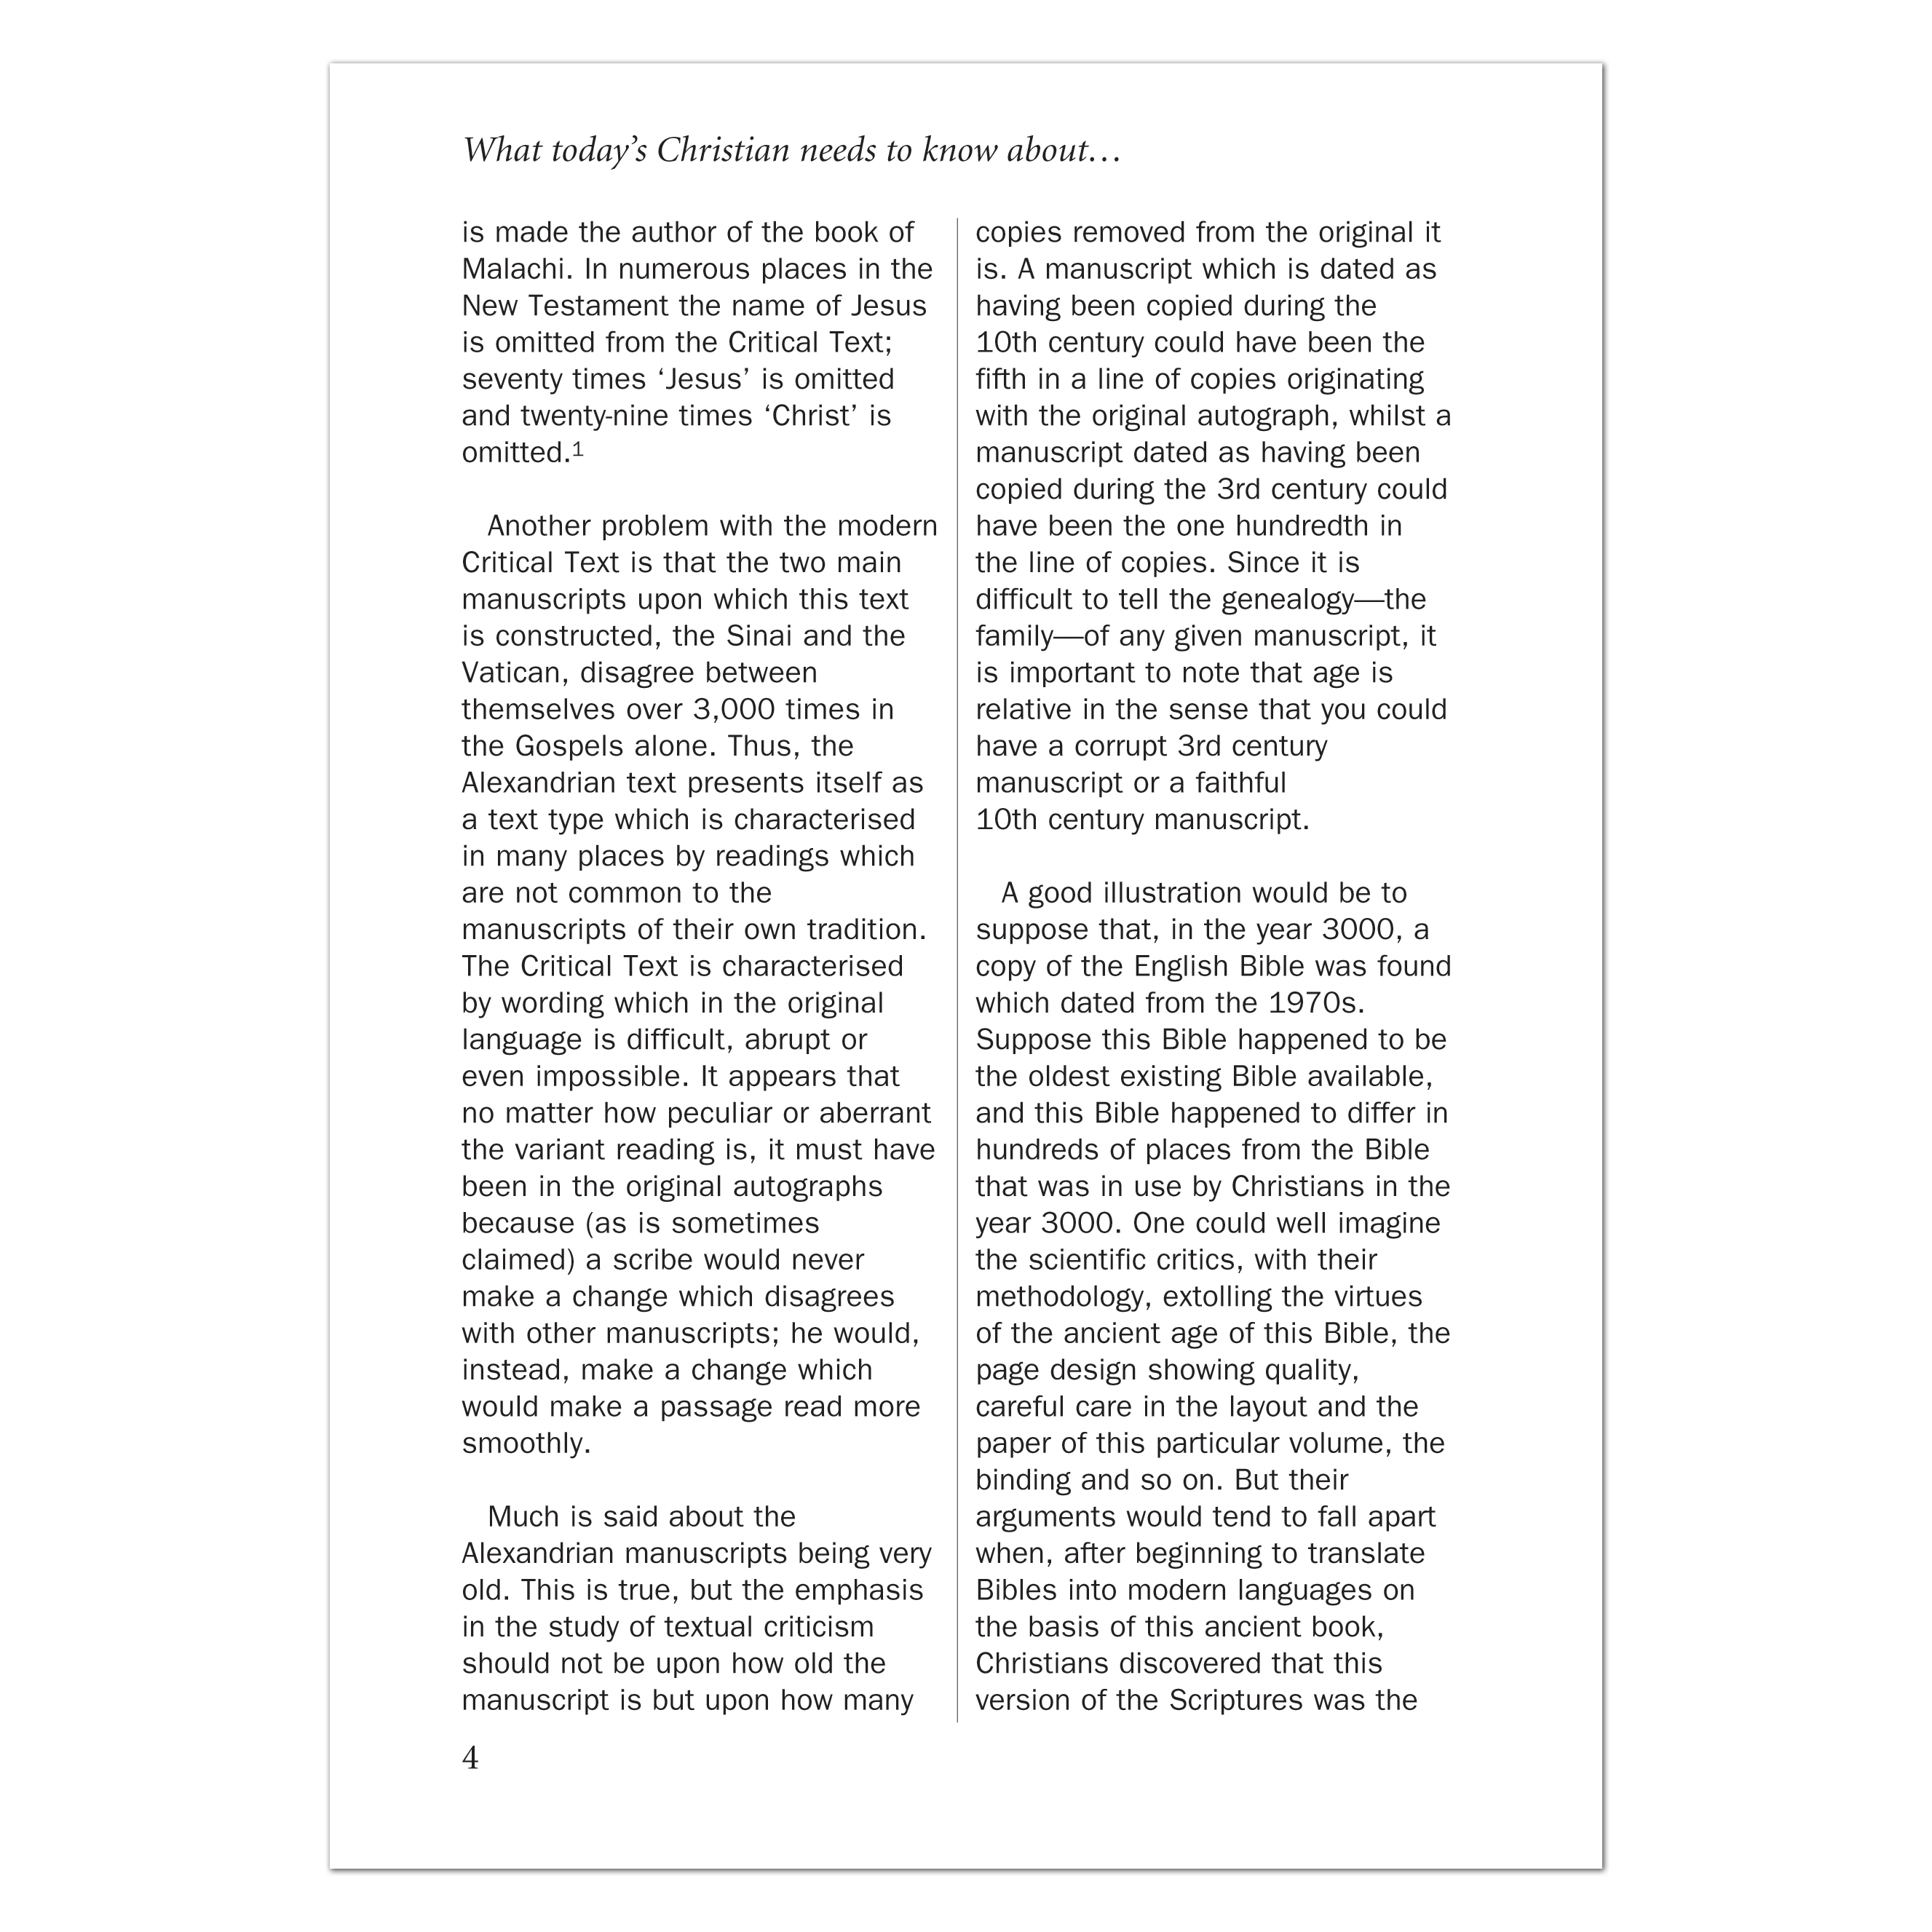 What today’s Christian needs to know about…
is made the author of the book of
Malachi. In numerous places in the
New Testament the name of Jesus
is omitted from the Critical Text;
seventy times ‘Jesus’ is omitted
and twenty-nine times ‘Christ’ is
omitted.1
Another problem with the modern
Critical Text is that the two main
manuscripts upon which this text
is constructed, the Sinai and the
Vatican, disagree between
themselves over 3,000 times in
the Gospels alone. Thus, the
Alexandrian text presents itself as
a text type which is characterised
in many places by readings which
are not common to the
manuscripts of their own tradition.
The Critical Text is characterised
by wording which in the original
language is difficult, abrupt or
even impossible. It appears that
no matter how peculiar or aberrant
the variant reading is, it must have
been in the original autographs
because (as is sometimes
claimed) a scribe would never
make a change which disagrees
with other manuscripts; he would,
instead, make a change which
would make a passage read more
smoothly.
Much is said about the
Alexandrian manuscripts being very
old. This is true, but the emphasis
in the study of textual criticism
should not be upon how old the
manuscript is but upon how many
copies removed from the original it
is. A manuscript which is dated as
having been copied during the
10th century could have been the
fifth in a line of copies originating
with the original autograph, whilst a
manuscript dated as having been
copied during the 3rd century could
have been the one hundredth in
the line of copies. Since it is
difficult to tell the genealogy—the
family—of any given manuscript, it
is important to note that age is
relative in the sense that you could
have a corrupt 3rd century
manuscript or a faithful
10th century manuscript.
A good illustration would be to
suppose that, in the year 3000, a
copy of the English Bible was found
which dated from the 1970s.
Suppose this Bible happened to be
the oldest existing Bible available,
and this Bible happened to differ in
hundreds of places from the Bible
that was in use by Christians in the
year 3000. One could well imagine
the scientific critics, with their
methodology, extolling the virtues
of the ancient age of this Bible, the
page design showing quality,
careful care in the layout and the
paper of this particular volume, the
binding and so on. But their
arguments would tend to fall apart
when, after beginning to translate
Bibles into modern languages on
the basis of this ancient book,
Christians discovered that this
version of the Scriptures was the
4